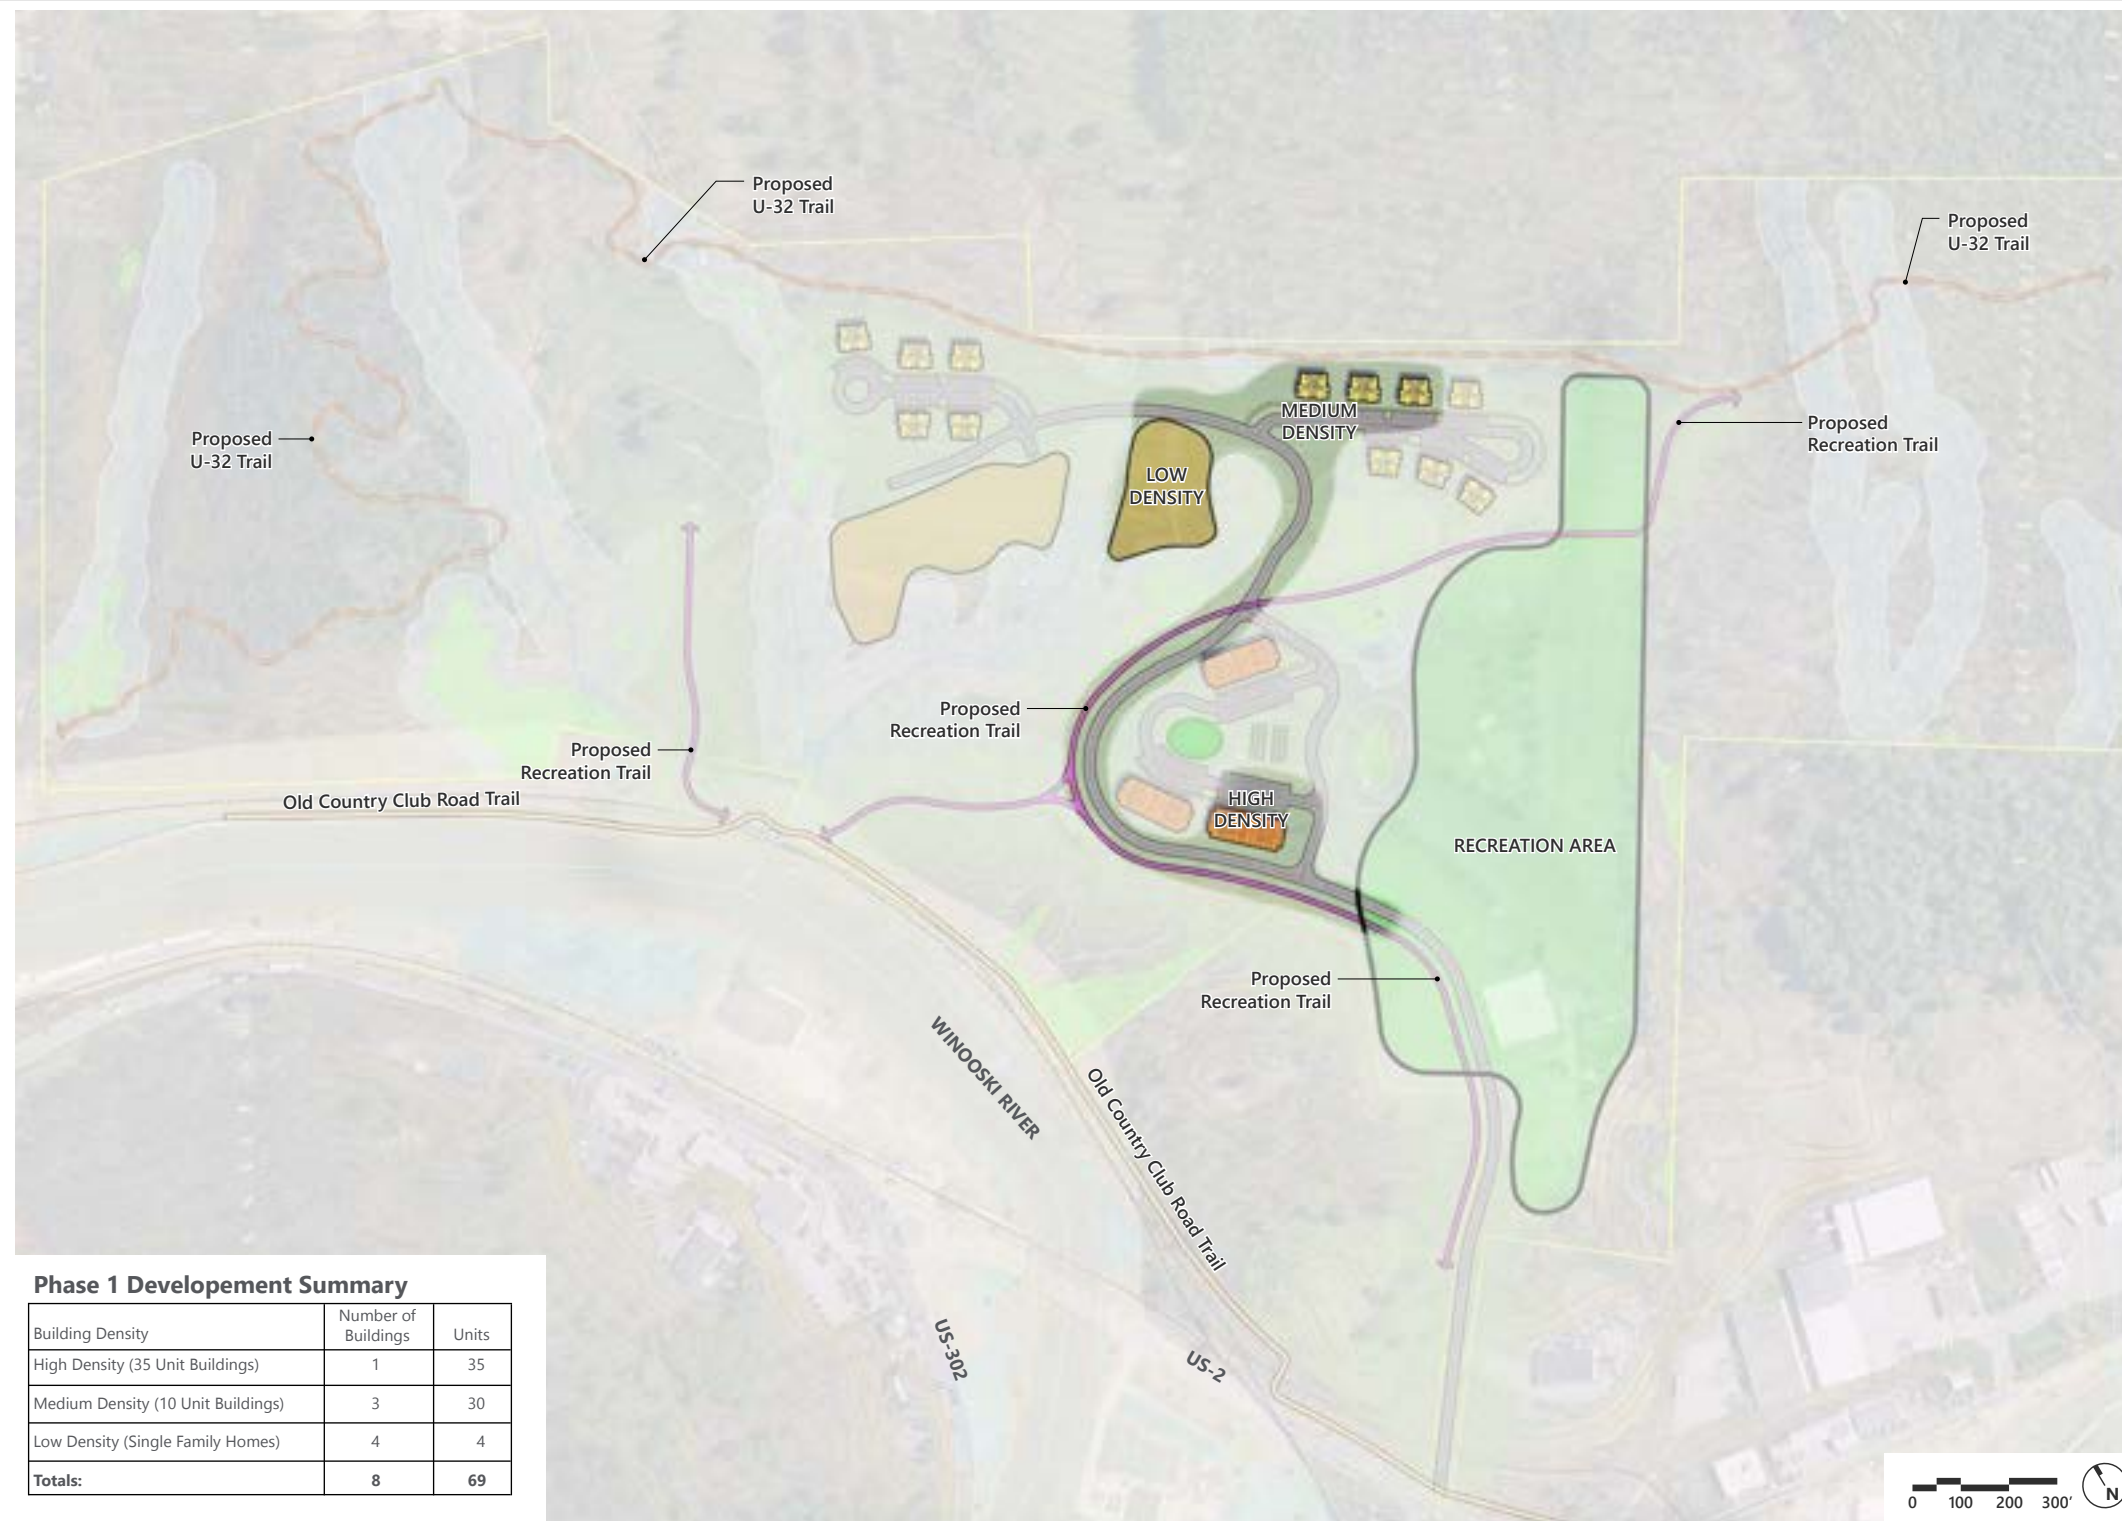 Proposed
U-32 Trail
Proposed
U-32 Trail
MEDIUM
DENSITY
Proposed
Recreation Trail
Proposed
U-32 Trail
LOW
DENSITY
Proposed
Recreation Trail
Proposed
Recreation Trail
Old Country Club Road Trail
HIGH
DENSITY
RECREATION AREA
Proposed
Recreation Trail
WINOOSKI RIVER
Old Country Club Road Trail
US-302
US-2
Phase 1 Developement Summary
Building Density Number of Buildings Units
High Density (35 Unit Buildings) 1 35
Medium Density (10 Unit Buildings) 3 30
Low Density (Single Family Homes) 4 4
Totals: 8 69
0 100 200 300'
N